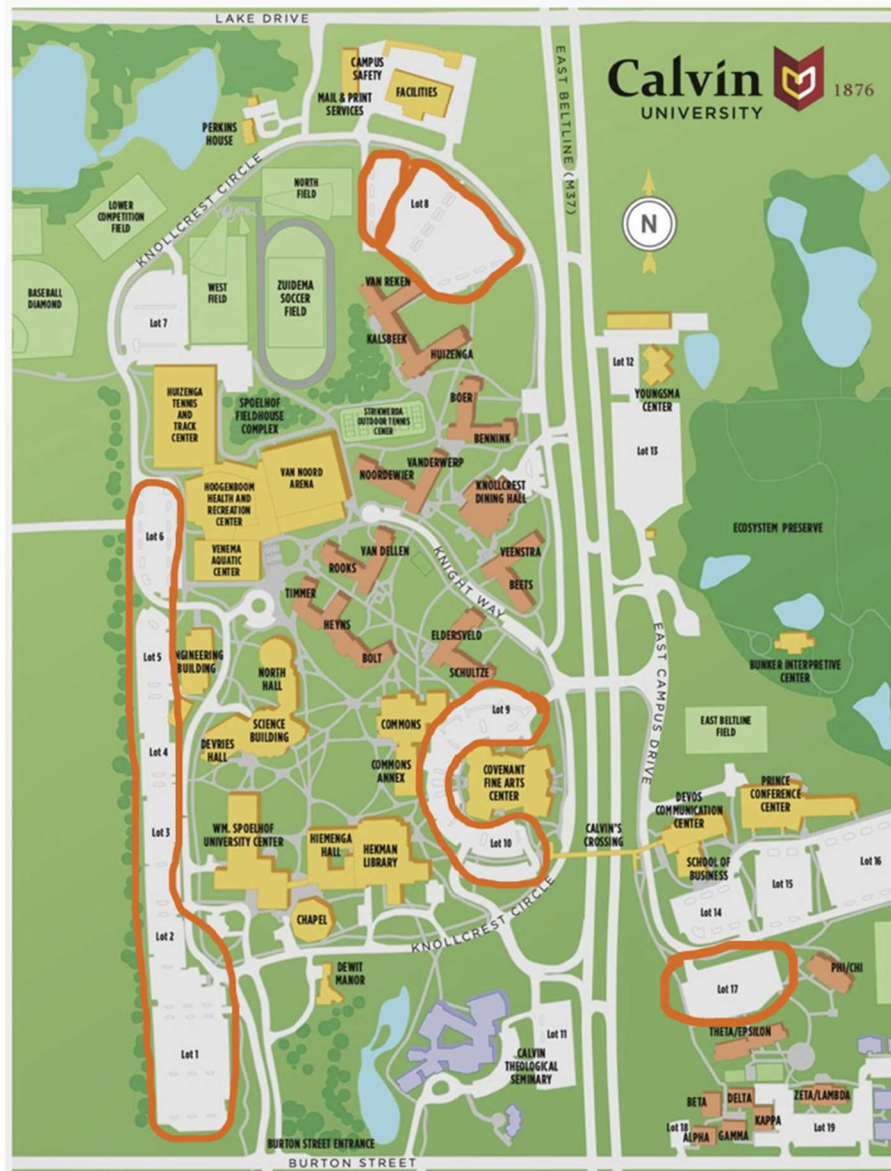 LAKE DRIVE
Calvin
UNIVERSITY
1876
EAST BELTLINE (M37)
CAMPUS
SAFETY
MAIL & PRINT
SERVICES
FACILITIES
PERKINS
HOUSE
KNOLLCREST CIRCLE
NORTH
FIELD
Lot 8
LOWER
COMPETITION
FIELD
N
BASEBALL
DIAMOND
WEST
FIELD
ZUIDEMA
SOCCER
FIELD
VAN REKEN
Lot 7
KALSBEEK
HUIZENGA
Lot 12
YOUNGSMA
CENTER
HUIZENGA
TENNIS
AND
TRACK
CENTER
SPOELHOF
FIELDHOUSE
COMPLEX
STRIKWERDA
OUTDOOR TENNIS
CENER
BOER
BENNINK
Lot 13
VANDERWERP
NOORDEWIER
KNOLLCREST
DINING HALL
VAN NOORD
ARENA
HOOGENBOOM
HEALTH AND
RECREATION
CENTER
Lot 6
ECOSYSTEM PRESERVE
VENEMA
AQUATIC
CENTER
VAN DELLEN
ROOKS
KNIGHT WAY
VEENSTRA
BEETS
TIMMER
HEYNS
BOLT
ELDERSVELD
SCHULTZE
EAST CAMPUS DRIVE
BUNKER INTERPRETIVE
CENTER
Lot 5
ENGINEERING
BUILDING
NORTH
HALL
Lot 9
EAST BELTLINE
FIELD
SCIENCE
BUILDING
DEVRIES
HALL
COMMONS
COMMONS
ANNEX
Lot 4
COVENANT
FINE ARTS
CENTER
PRINCE
CONFERENCE
CENTER
DEVOS
COMMUNICATION
CENTER
Lot 3
WM. SPOELHOF
UNIVERSITY CENTER
HIEMENGA
HALL
HEKMAN
LIBRARY
Lot 10
CALVIN'S
CROSSING
SCHOOL OF
BUSINESS
Lot 16
Lot 15
Lot 14
CHAPEL
KNOLLCREST CIRCLE
Lot 2
DEWIT
MANOR
PHI/CHI
Lot 17
THETA/EPSILON
Lot 11
Lot 1
CALVIN
THEOLOGICAL
SEMINARY
BETA
DELTA
ZETA/LAMBDA
KAPPA
Lot 18
ALPHA
GAMMA
Lot 19
BURTON STREET ENTRANCE
BURTON STREET